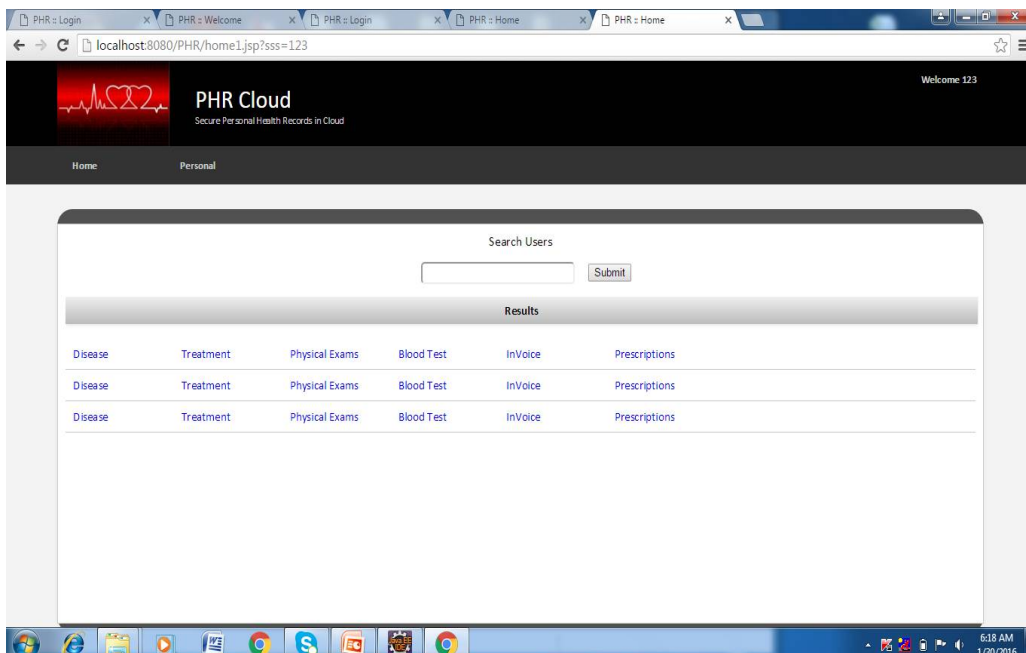 PHR :: Login
PHR :: Welcome
PHR :: Login
PHR :: Home
PHR :: Home
localhost:8080/PHR/home1.jsp?sss=123
Welcome 123
PHR Cloud
Secure Personal Health Records in Cloud
Home
Personal
Search Users
Submit
Results
Disease Treatment Physical Exams Blood Test InVoice Prescriptions
Disease Treatment Physical Exams Blood Test InVoice Prescriptions
Disease Treatment Physical Exams Blood Test InVoice Prescriptions
6:18 AM
1/20/2016